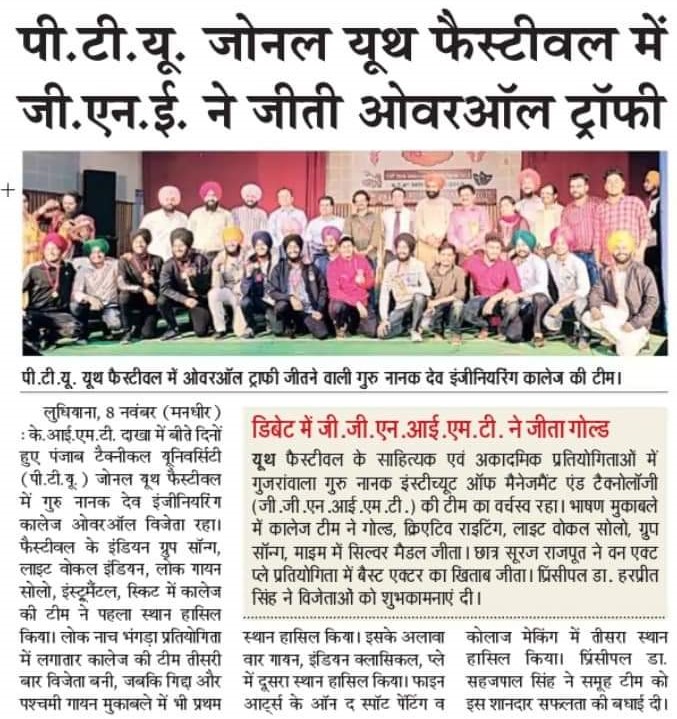 पी.टी.यू. जोनल यूथ फैस्टीवल में
जी.एन.ई. ने जीती ओवरऑल ट्रॉफी
पी.टी.यू. यूथ फैस्टीवल में ओवरऑल ट्राफी जीतने वाली गुरु नानक देव इंजीनियरिंग कालेज की टीम।
लुधियाना, 8 नवंबर (मनधीर)
: के.आई.एम.टी. दाखा में बीते दिनों
हुए पंजाब टैक्नीकल यूनिवर्सिटी
(पी.टी.यू.) जोनल यूथ फैस्टीवल
में गुरु नानक देव इंजीनियरिंग
कालेज ओवरऑल विजेता रहा।
फैस्टीवल के इंडियन ग्रुप सॉन्ग,
लाइट वोकल इंडियन, लोक गायन
सोलो, इंस्ट्रूमैंटल, स्किट में कालेज
की टीम ने पहला स्थान हासिल
किया। लोक नाच भंगड़ा प्रतियोगिता
में लगातार कालेज की टीम तीसरी
बार विजेता बनी, जबकि गिद्दा और
पश्चमी गायन मुकाबले में भी प्रथम
स्थान हासिल किया। इसके अलावा
वार गायन, इंडियन क्लासिकल, प्ले
में दूसरा स्थान हासिल किया। फाइन
आर्ट्स के ऑन द स्पॉट पेंटिंग व
कोलाज मेकिंग में तीसरा स्थान
हासिल किया। प्रिंसीपल डा.
सहजपाल सिंह ने समूह टीम को
इस शानदार सफलता की बधाई दी।
डिबेट में जी.जी.एन.आई.एम.टी. ने जीता गोल्ड
यूथ फैस्टीवल के साहित्यक एवं अकादमिक प्रतियोगिताओं में
गुजरांवाला गुरु नानक इंस्टीच्यूट ऑफ मैनेजमैंट एंड टैक्नोलॉजी
(जी.जी.एन.आई.एम.टी.) की टीम का वर्चस्व रहा। भाषण मुकाबले
में कालेज टीम ने गोल्ड, क्रिएटिव राइटिंग, लाइट वोकल सोलो, ग्रुप
सॉन्ग, माइम में सिल्वर मैडल जीता। छात्र सूरज राजपूत ने वन एक्ट
प्ले प्रतियोगिता में बैस्ट एक्टर का खिताब जीता। प्रिंसीपल डा. हरप्रीत
सिंह ने विजेताओं को शुभकामनाएं दी।